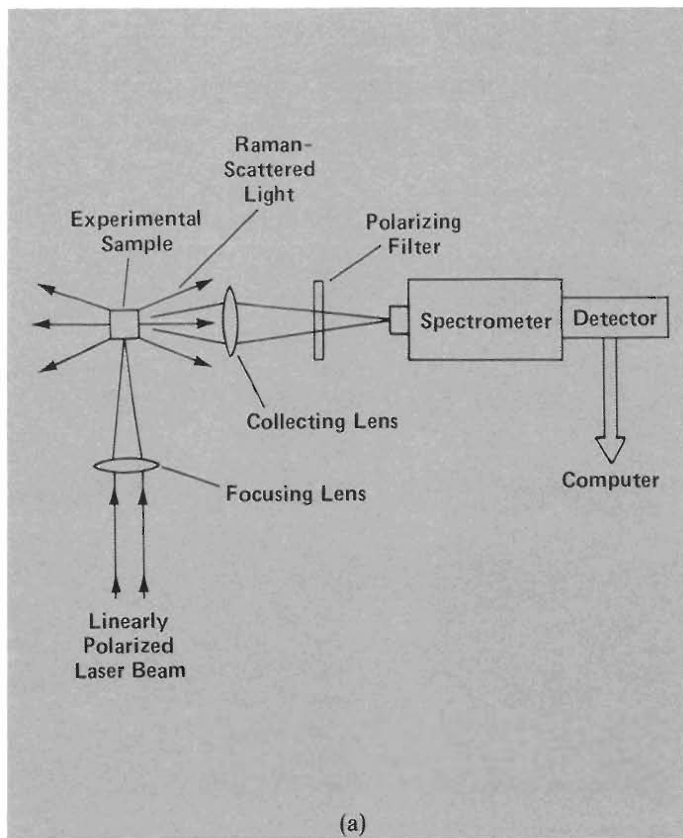 Raman-
Scattered
Light
Experimental
Sample
Polarizing
Filter
Spectrometer
Detector
Collecting Lens
Computer
Focusing Lens
Linearly
Polarized
Laser Beam
(a)